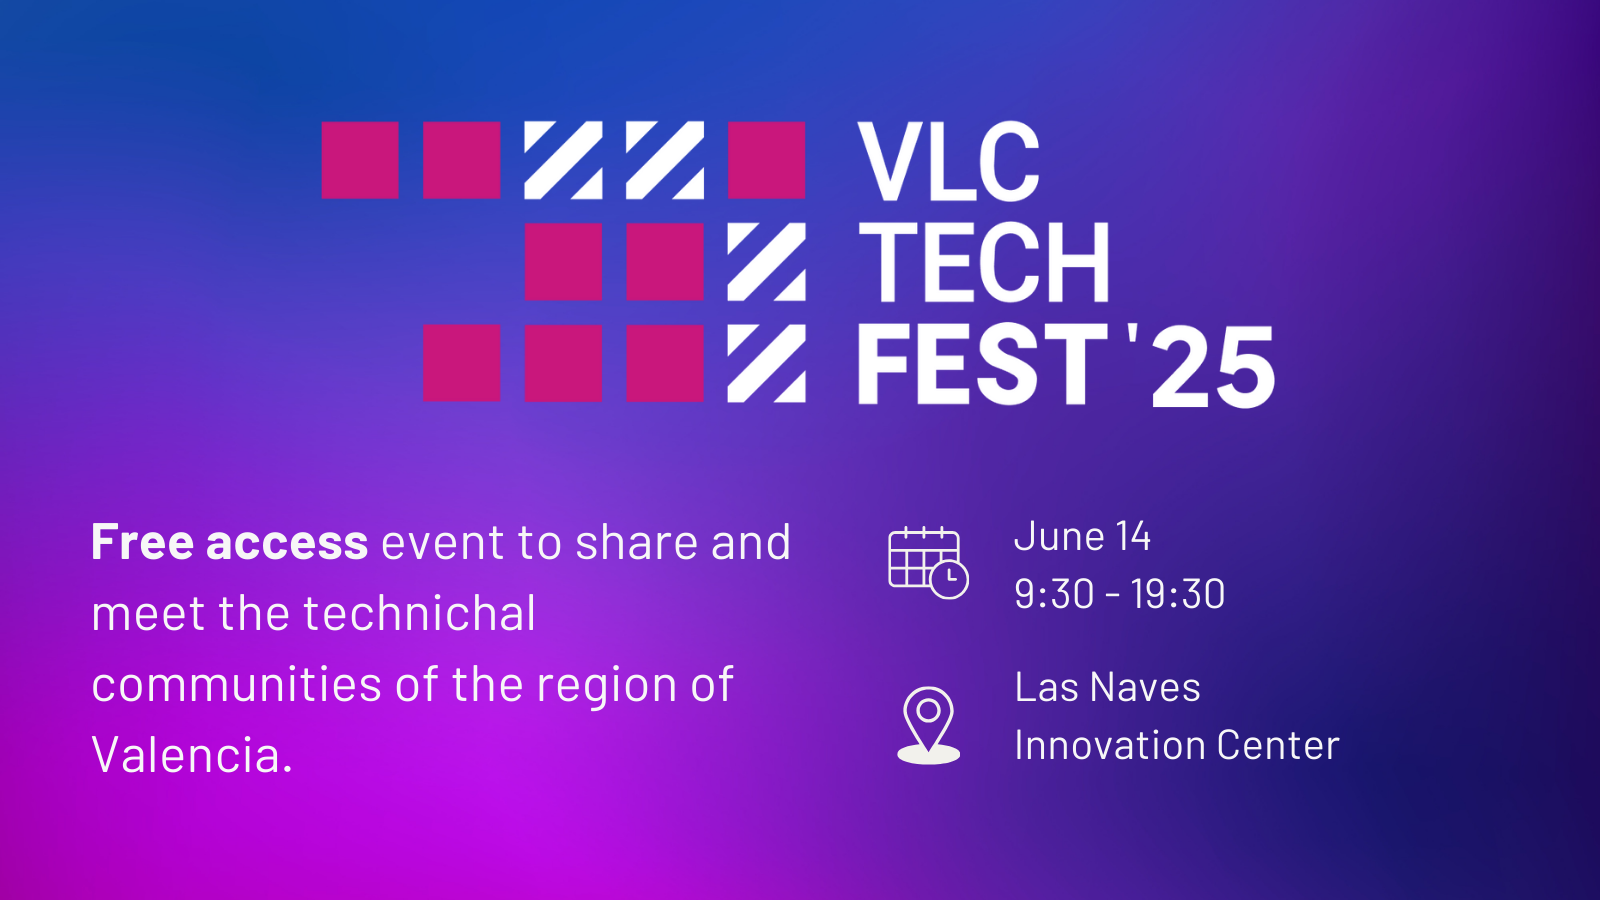 VLC
TECH
FEST '25
Free access event to share and
meet the technichal
communities of the region of
Valencia.
June 14
9:30 - 19:30
Las Naves
Innovation Center